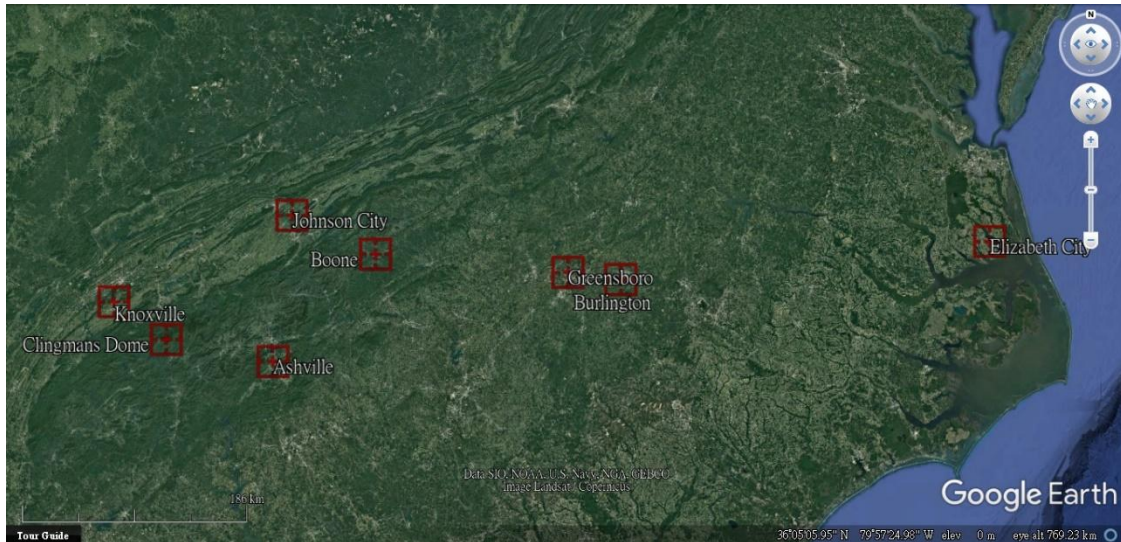 N
Johnson City
Boone
Elizabeth City
Greensboro
Burlington
Knoxville
Clingmans Dome
Ashville
Data SIO, NOAA, U.S. Navy, NGA, GEBCO
Image Landsat / Copernicus
186 km
Google Earth
Tour Guide
36°05'05.95" N 79°57'24.98" W elev 0 m eye alt 769.23 km